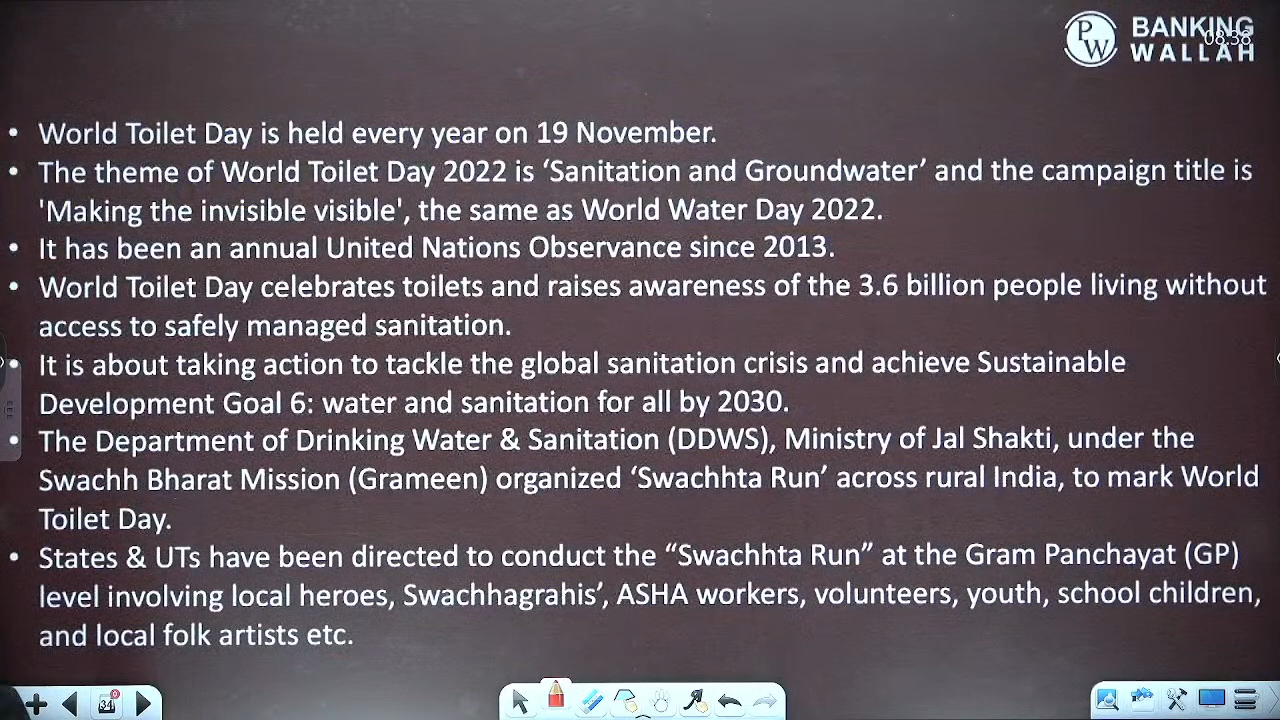 PW
BANKING
WALLAH
08:38
• World Toilet Day is held every year on 19 November.
• The theme of World Toilet Day 2022 is ‘Sanitation and Groundwater’ and the campaign title is
'Making the invisible visible', the same as World Water Day 2022.
• It has been an annual United Nations Observance since 2013.
• World Toilet Day celebrates toilets and raises awareness of the 3.6 billion people living without
access to safely managed sanitation.
• It is about taking action to tackle the global sanitation crisis and achieve Sustainable
Development Goal 6: water and sanitation for all by 2030.
• The Department of Drinking Water & Sanitation (DDWS), Ministry of Jal Shakti, under the
Swachh Bharat Mission (Grameen) organized ‘Swachhta Run’ across rural India, to mark World
Toilet Day.
• States & UTs have been directed to conduct the “Swachhta Run” at the Gram Panchayat (GP)
level involving local heroes, Swachhagrahis’, ASHA workers, volunteers, youth, school children,
and local folk artists etc.
34
0